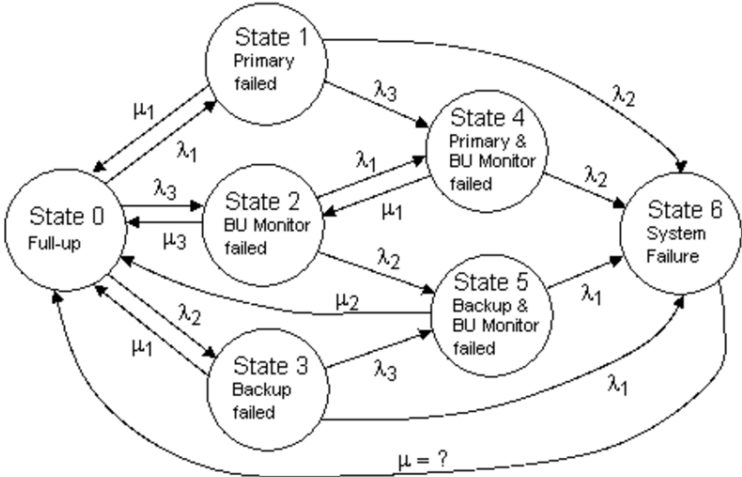 State 1
Primary
failed
λ2
μ1
λ3
State 4
λ1
Primary &
BU Monitor
failed
λ1
λ2
λ3
State 2
μ1
State 6
State 0
BU Monitor
System
Full-up
μ3
failed
Failure
λ2
State 5
μ2
Backup &
λ2
BU Monitor
λ1
μ1
failed
State 3
Backup
λ3
λ1
failed
μ = ?